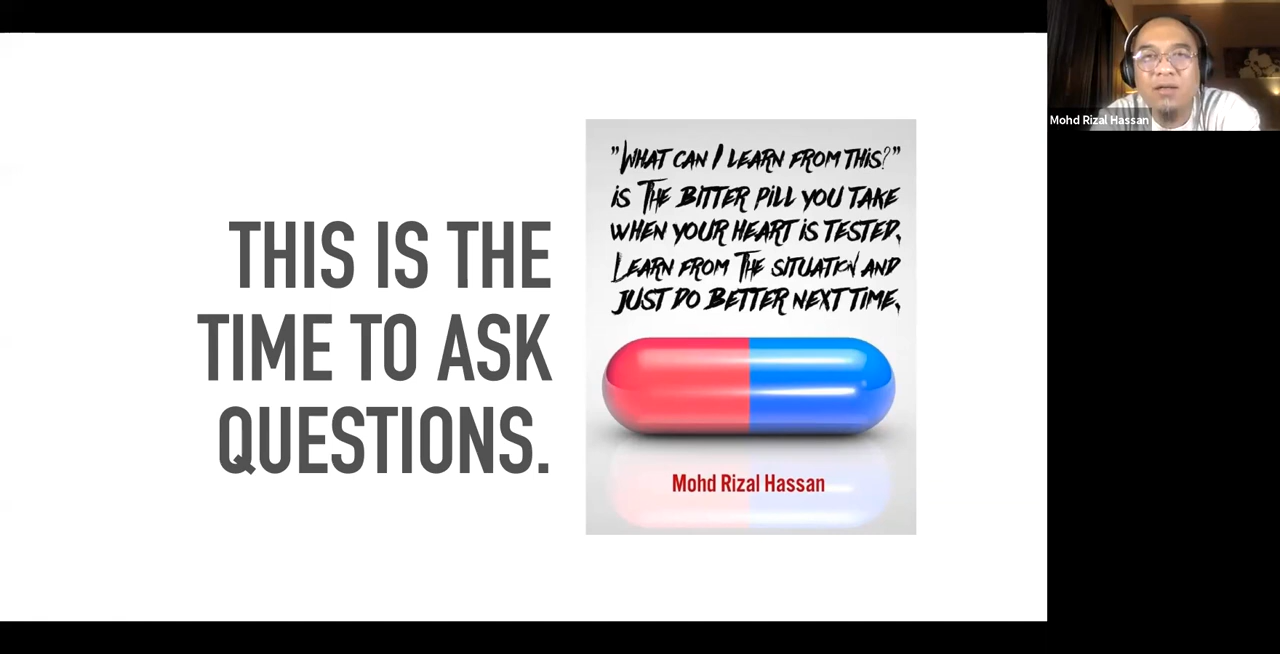 THIS IS THE
TIME TO ASK
QUESTIONS.
"WHAT CAN I LEARN FROM THIS?"
IS THE BITTER PILL YOU TAKE
WHEN YOUR HEART IS TESTED.
LEARN FROM THE SITUATION AND
JUST DO BETTER NEXT TIME.
Mohd Rizal Hassan
Mohd Rizal Hassan